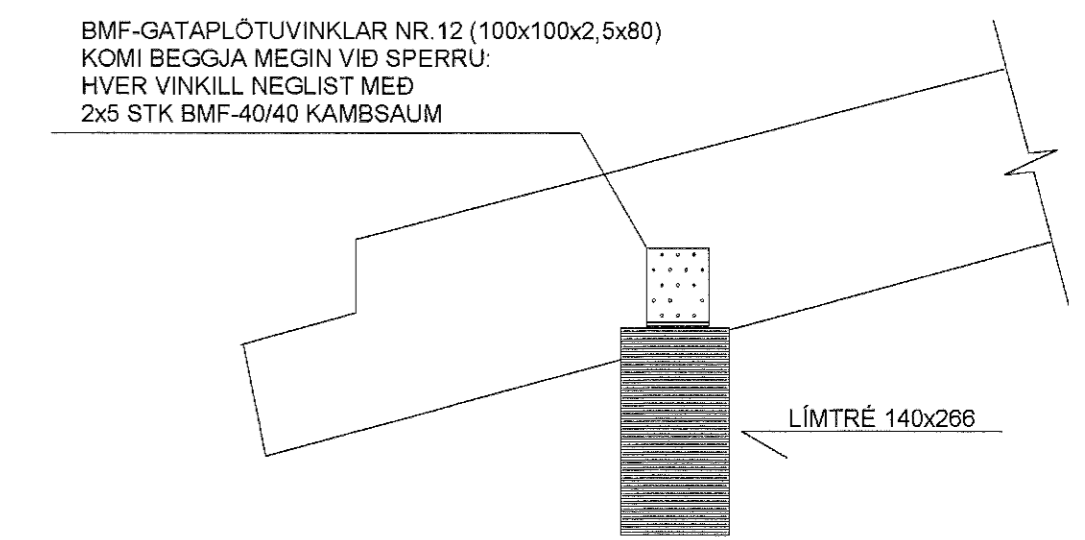 BMF-GATAPLÖTUVINKLAR NR.12 (100x100x2,5x80)
KOMI BEGGJA MEGIN VIÐ SPERRU:
HVER VINKILL NEGLIST MEÐ
2x5 STK BMF-40/40 KAMBSAUM
LÍMTRÉ 140x266